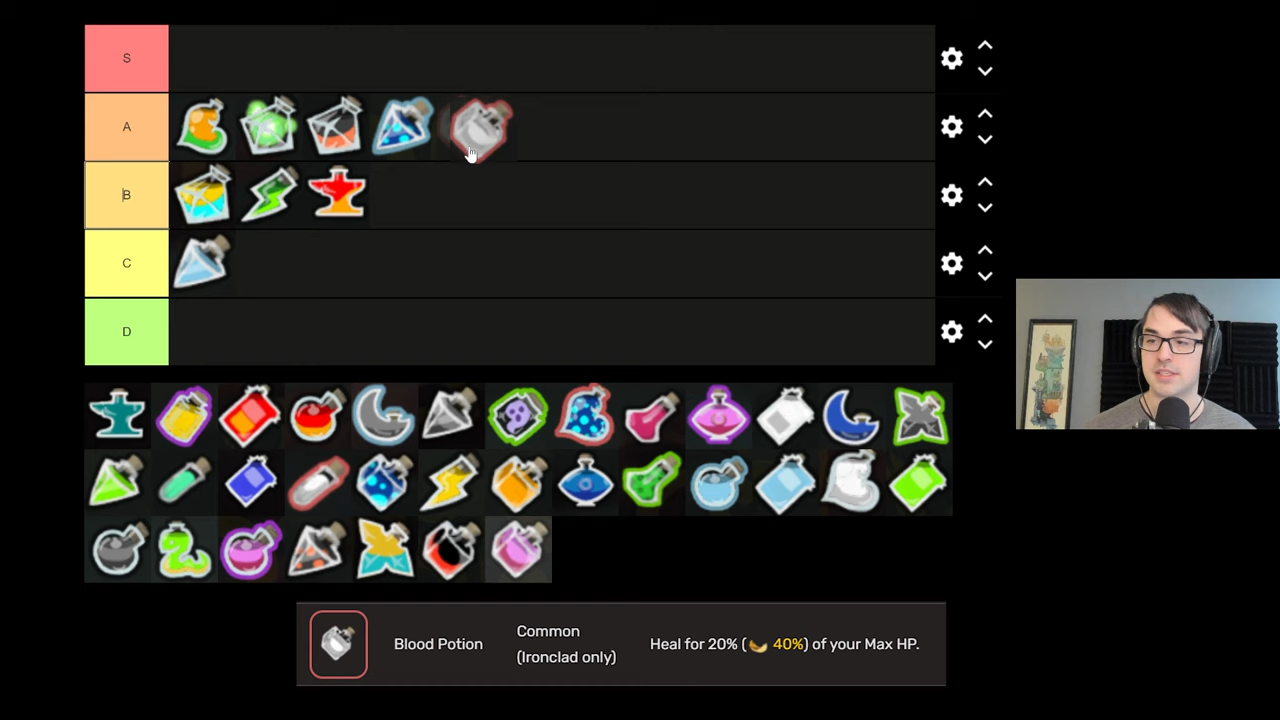 S
A
B
C
D
Blood Potion
Common
(Ironclad only)
Heal for 20% ( 40%) of your Max HP.